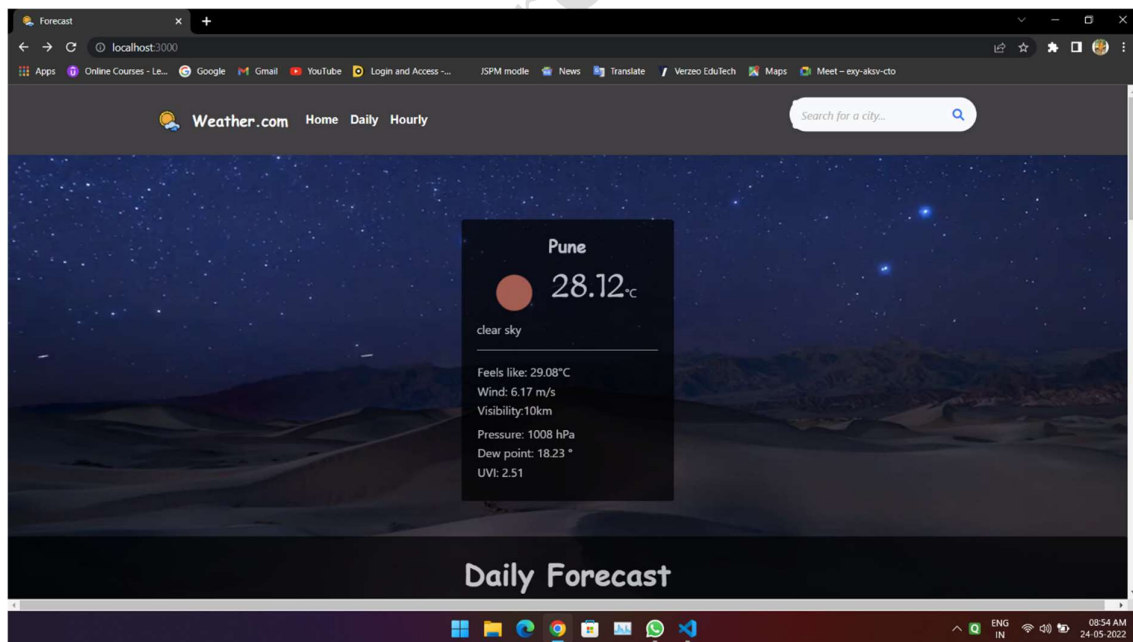 Forecast
localhost:3000
Apps Online Courses - Le... Google Gmail YouTube Login and Access -... JSPM modle News Translate Verzeo EduTech Maps Meet – exy-aksv-cto
Weather.com Home Daily Hourly Search for a city...
Pune
28.12°C
clear sky
Feels like: 29.08°C
Wind: 6.17 m/s
Visibility:10km
Pressure: 1008 hPa
Dew point: 18.23 °
UVI: 2.51
Daily Forecast
ENG
IN
08:54 AM
24-05-2022